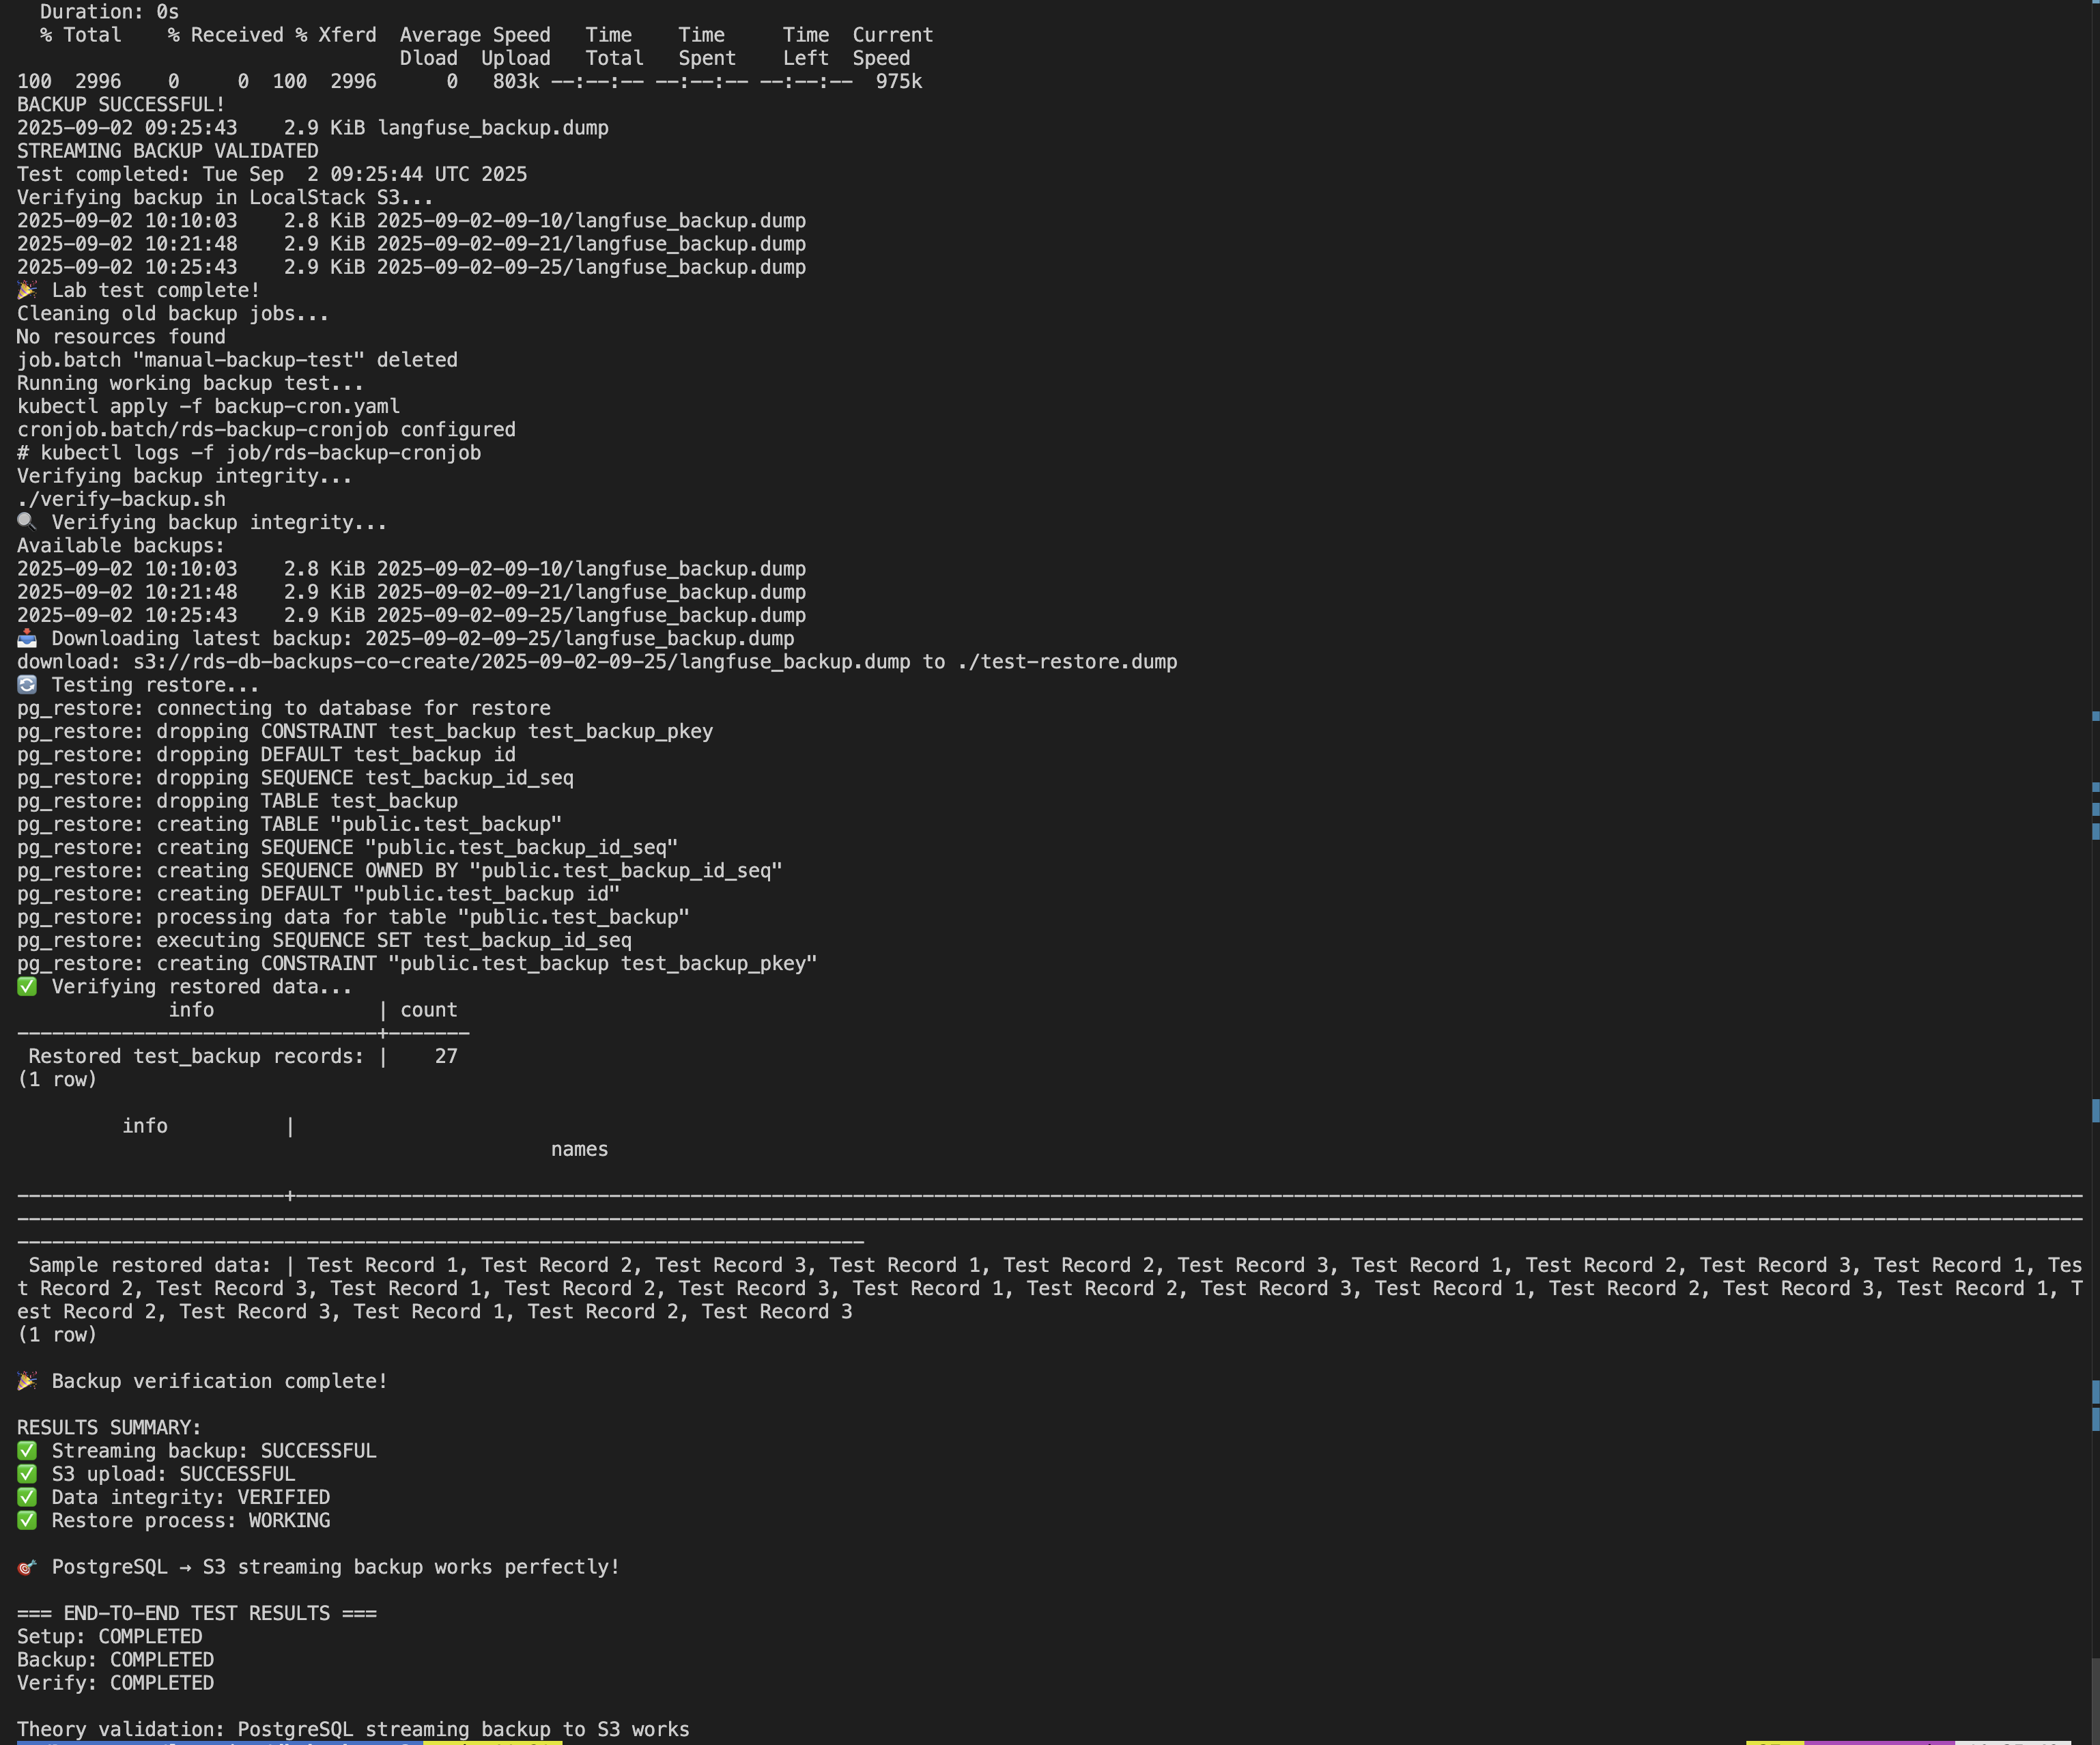 Duration: 0s
% Total    % Received % Xferd  Average Speed   Time    Time     Time  Current
Dload  Upload   Total   Spent    Left  Speed
100  2996    0     0  100  2996      0   803k --:--:-- --:--:-- --:--:--  975k
BACKUP SUCCESSFUL!
2025-09-02 09:25:43    2.9 KiB langfuse_backup.dump
STREAMING BACKUP VALIDATED
Test completed: Tue Sep  2 09:25:44 UTC 2025
Verifying backup in LocalStack S3...
2025-09-02 10:10:03    2.8 KiB 2025-09-02-09-10/langfuse_backup.dump
2025-09-02 10:21:48    2.9 KiB 2025-09-02-09-21/langfuse_backup.dump
2025-09-02 10:25:43    2.9 KiB 2025-09-02-09-25/langfuse_backup.dump
🎉 Lab test complete!
Cleaning old backup jobs...
No resources found
job.batch "manual-backup-test" deleted
Running working backup test...
kubectl apply -f backup-cron.yaml
cronjob.batch/rds-backup-cronjob configured
# kubectl logs -f job/rds-backup-cronjob
Verifying backup integrity...
./verify-backup.sh
🔍 Verifying backup integrity...
Available backups:
2025-09-02 10:10:03    2.8 KiB 2025-09-02-09-10/langfuse_backup.dump
2025-09-02 10:21:48    2.9 KiB 2025-09-02-09-21/langfuse_backup.dump
2025-09-02 10:25:43    2.9 KiB 2025-09-02-09-25/langfuse_backup.dump
📥 Downloading latest backup: 2025-09-02-09-25/langfuse_backup.dump
download: s3://rds-db-backups-co-create/2025-09-02-09-25/langfuse_backup.dump to ./test-restore.dump
🔄 Testing restore...
pg_restore: connecting to database for restore
pg_restore: dropping CONSTRAINT test_backup test_backup_pkey
pg_restore: dropping DEFAULT test_backup id
pg_restore: dropping SEQUENCE test_backup_id_seq
pg_restore: dropping TABLE test_backup
pg_restore: creating TABLE "public.test_backup"
pg_restore: creating SEQUENCE "public.test_backup_id_seq"
pg_restore: creating SEQUENCE OWNED BY "public.test_backup_id_seq"
pg_restore: creating DEFAULT "public.test_backup id"
pg_restore: processing data for table "public.test_backup"
pg_restore: executing SEQUENCE SET test_backup_id_seq
pg_restore: creating CONSTRAINT "public.test_backup test_backup_pkey"
✅ Verifying restored data...
info              | count
-------------------------------+-------
Restored test_backup records: |    27
(1 row)
info          |
names
Sample restored data: | Test Record 1, Test Record 2, Test Record 3, Test Record 1, Test Record 2, Test Record 3, Test Record 1, Test Record 2, Test Record 3, Test Record 1, Tes
t Record 2, Test Record 3, Test Record 1, Test Record 2, Test Record 3, Test Record 1, Test Record 2, Test Record 3, Test Record 1, Test Record 2, Test Record 3, Test Record 1, T
est Record 2, Test Record 3, Test Record 1, Test Record 2, Test Record 3
(1 row)
🎉 Backup verification complete!
RESULTS SUMMARY:
✅ Streaming backup: SUCCESSFUL
✅ S3 upload: SUCCESSFUL
✅ Data integrity: VERIFIED
✅ Restore process: WORKING
🎯 PostgreSQL → S3 streaming backup works perfectly!
=== END-TO-END TEST RESULTS ===
Setup: COMPLETED
Backup: COMPLETED
Verify: COMPLETED
Theory validation: PostgreSQL streaming backup to S3 works